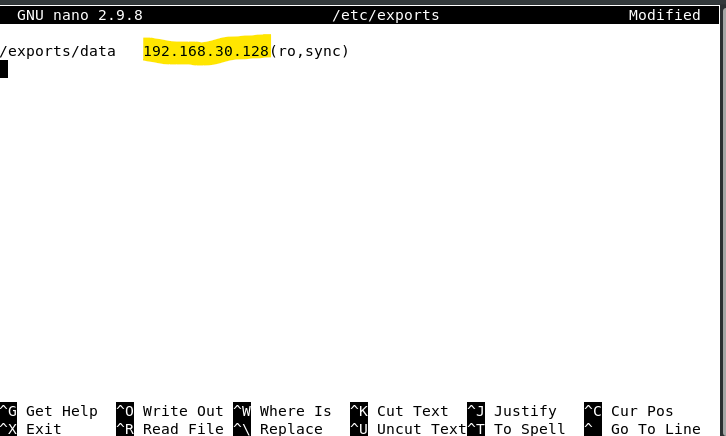 GNU nano 2.9.8 /etc/exports Modified
/exports/data 192.168.30.128(ro,sync)
^G Get Help ^O Write Out ^W Where Is ^K Cut Text ^J Justify ^C Cur Pos
^X Exit ^R Read File ^\ Replace ^U Uncut Text ^T To Spell ^ Go To Line